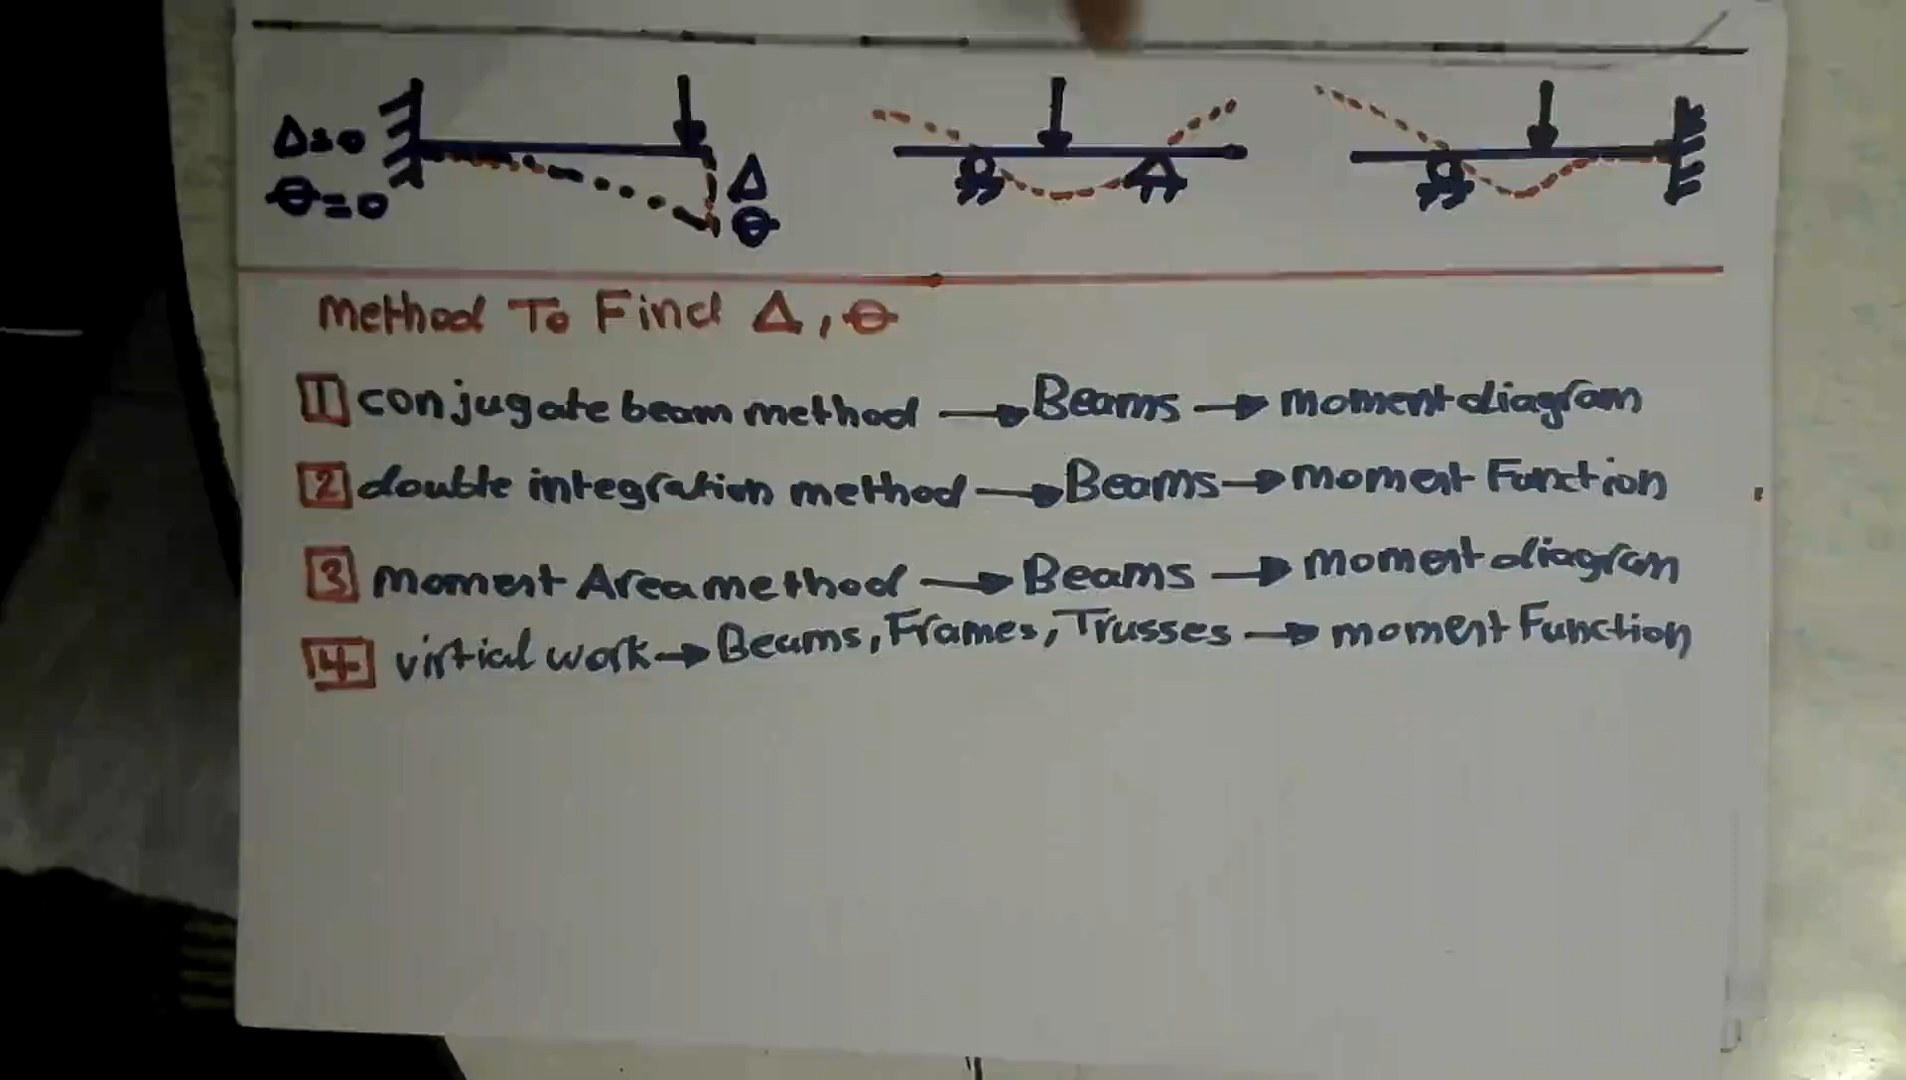 Δ=0
θ=0
Δ
θ
Method To Find Δ, θ
1 conjugate beam method → Beams → moment diagram
2 double integration method → Beams → moment Function
3 moment Area method → Beams → moment diagram
4 virtial work → Beams, Frames, Trusses → moment Function